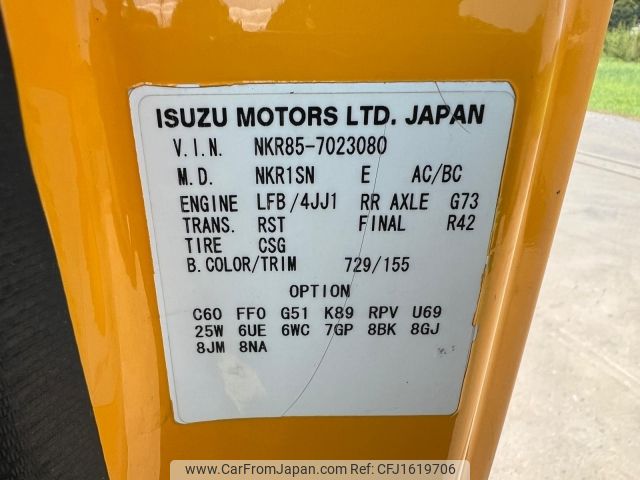 ISUZU MOTORS LTD. JAPAN
V.I.N. NKR85-7023080
M.D. NKR1SN E AC/BC
ENGINE LFB/4JJ1 RR AXLE G73
TRANS. RST FINAL R42
TIRE CSG
B.COLOR/TRIM 729/155
OPTION
C60 FF0 G51 K89 RPV U69
25W 6UE 6WC 7GP 8BK 8GJ
8JM 8NA
www.CarFromJapan.com | Car ID: CFJ1619706